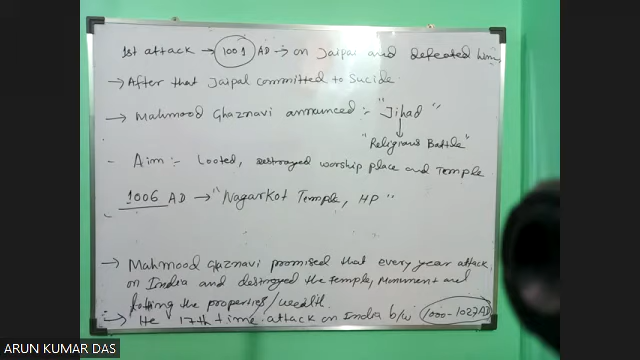 1st attack → 1001 AD → on Jaipal and defeated him,
→ After that Jaipal committed to Sucide.
→ Mahmood Ghaznavi announced :- "Jihad"
"Religious Battle"
- Aim :- Looted, destroyed worship place and Temple
1006 AD → "Nagarkot Temple, HP"
→ Mahmood Ghaznavi promised that every year attack
on India and destroyed the Temple, Monument and
the properties/wealth.
→ He 17th time attack on India b/w 1000-1027 AD
ARUN KUMAR DAS